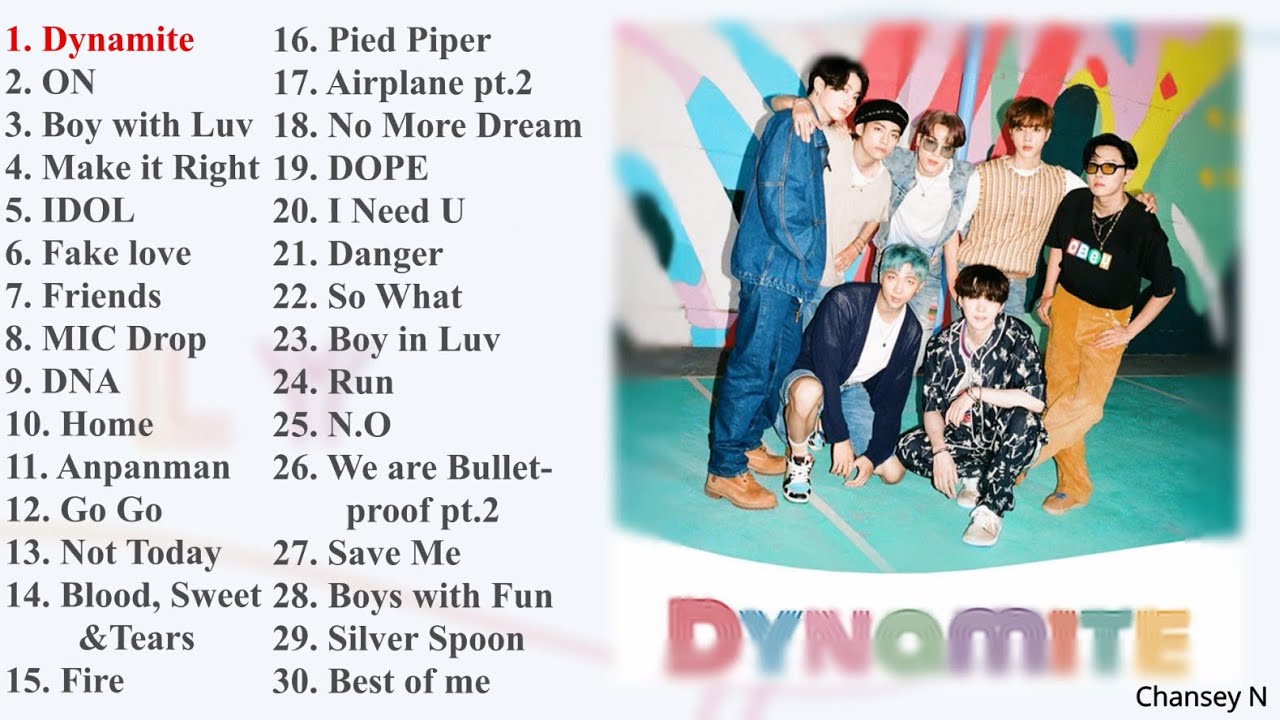 1. Dynamite
2. ON
3. Boy with Luv
4. Make it Right
5. IDOL
6. Fake love
7. Friends
8. MIC Drop
9. DNA
10. Home
11. Anpanman
12. Go Go
13. Not Today
14. Blood, Sweet
&Tears
15. Fire
16. Pied Piper
17. Airplane pt.2
18. No More Dream
19. DOPE
20. I Need U
21. Danger
22. So What
23. Boy in Luv
24. Run
25. N.O
26. We are Bullet-
proof pt.2
27. Save Me
28. Boys with Fun
29. Silver Spoon
30. Best of me
DYNAMITE
Chansey N